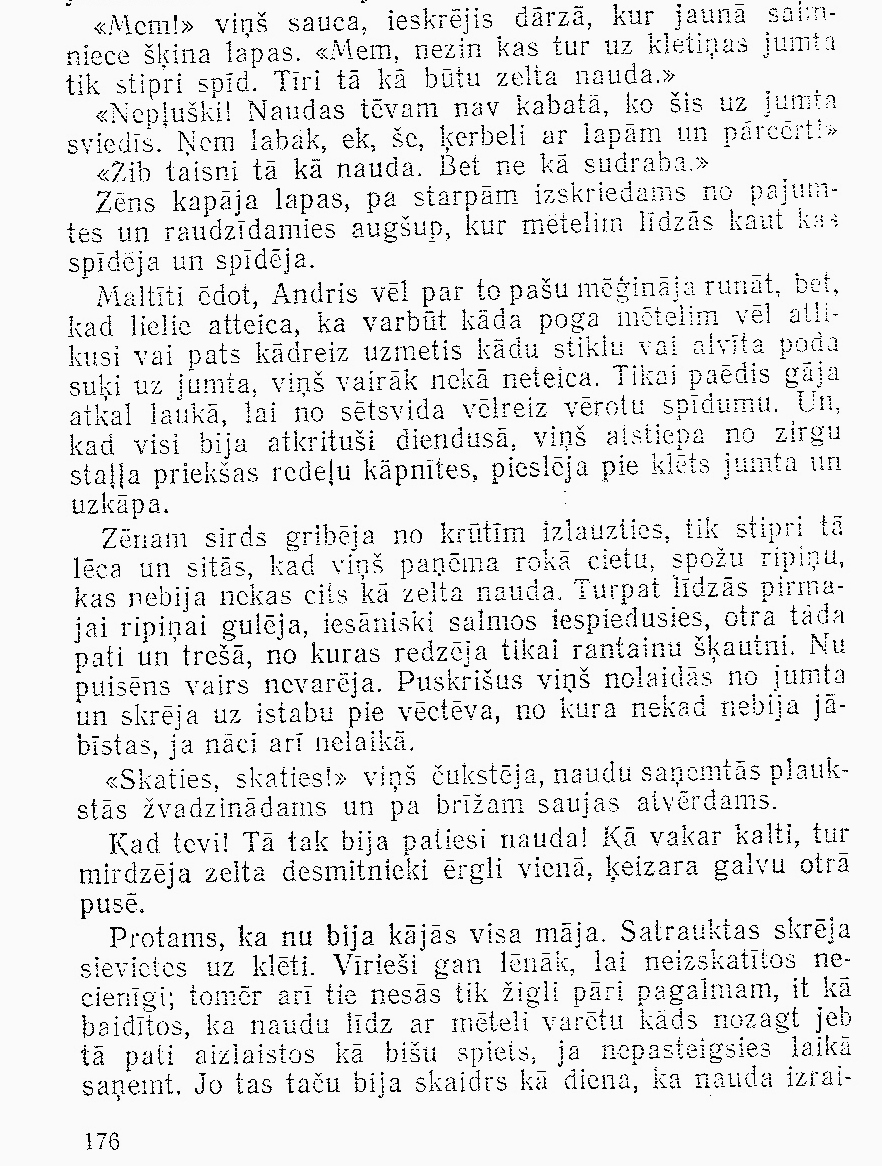 «Mem!» viņš sauca, ieskrējis dārzā, kur jaunā saim-
niece šķina lapas. «Mem, nezin kas tur uz klētiņas jumta
tik stipri spīd. Tīri tā kā būtu zelta nauda.»
«Nepļuški! Naudas tēvam nav kabatā, ko šis uz jumta
sviedīs. Ņem labāk, ek, še, ķerbeli ar lapām un pārcērt!»
«Zib taisni tā kā nauda. Bet ne kā sudraba.»
Zēns kapāja lapas, pa starpām izskriedams no pajum-
tes un raudzīdamies augšup, kur mētelim līdzās kaut kas
spīdēja un spīdēja.
Maltīti ēdot, Andris vēl par to pašu mēģināja runāt, bet,
kad lielie atteica, ka varbūt kāda poga mētelim vēl atli-
kusi vai pats kādreiz uzmetis kādu stiklu vai alvīta poda
suķi uz jumta, viņš vairāk nekā neteica. Tikai paēdis gāja
atkal laukā, lai no sētsvida vēlreiz vērotu spīdumu. Un,
kad visi bija atkrituši diendusā, viņš atstiepa no zirgu
staļļa priekšas redeļu kāpnītes, pieslēja pie klēts jumta un
uzkāpa.
Zēnam sirds gribēja no krūtīm izlauzties, tik stipri tā
lēca un sitās, kad viņš paņēma rokā cietu, spožu ripiņu,
kas nebija nekas cits kā zelta nauda. Turpat līdzās pirma-
jai ripiņai gulēja, iesāniski salmos iespiedusies, otra tāda
pati un trešā, no kuras redzēja tikai rantainu šķautni. Nu
puisēns vairs nevarēja. Puskrišus viņš nolaidās no jumta
un skrēja uz istabu pie vēctēva, no kura nekad nebija jā-
bīstas, ja nāci arī nelaikā.
«Skaties, skaties!» viņš čukstēja, naudu saņemtās plauk-
stās žvadzinādams un pa brīžam saujas atvērdams.
Kad tevi! Tā tak bija patiesi nauda! Kā vakar kalti, tur
mirdzēja zelta desmitnieki ērgli vienā, ķeizara galvu otrā
pusē.
Protams, ka nu bija kājās visa māja. Satrauktas skrēja
sievietes uz klēti. Vīrieši gan lēnāk, lai neizskatītos ne-
cienīgi; tomēr arī tie nesās tik žigli pāri pagalmam, it kā
baidītos, ka naudu līdz ar mēteli varētu kāds nozagt jeb
tā pati aizlaistos kā bišu spiets, ja nepasteigsies laikā
saņemt. Jo tas taču bija skaidrs kā diena, ka nauda izrai-
176